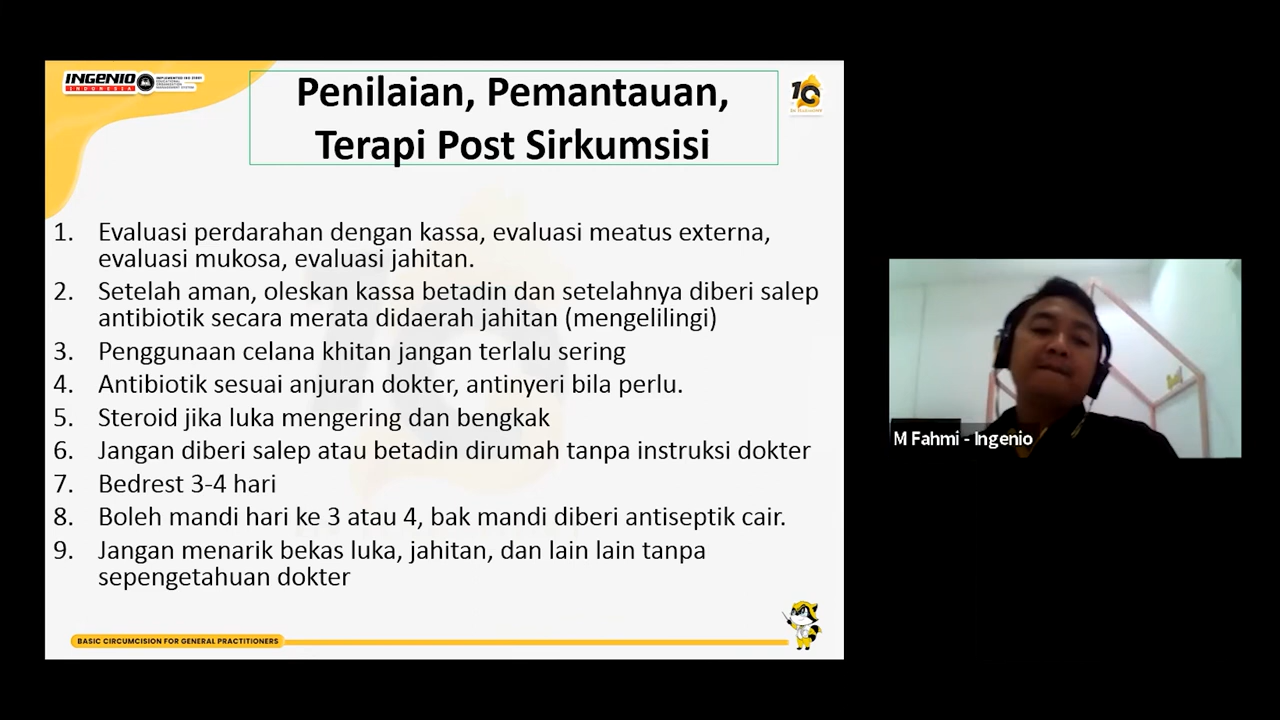 INGENIO
INDONESIA
Penilaian, Pemantauan,
Terapi Post Sirkumsisi
1. Evaluasi perdarahan dengan kassa, evaluasi meatus externa,
evaluasi mukosa, evaluasi jahitan.
2. Setelah aman, oleskan kassa betadin dan setelahnya diberi salep
antibiotik secara merata didaerah jahitan (mengelilingi)
3. Penggunaan celana khitan jangan terlalu sering
4. Antibiotik sesuai anjuran dokter, antinyeri bila perlu.
5. Steroid jika luka mengering dan bengkak
6. Jangan diberi salep atau betadin dirumah tanpa instruksi dokter
7. Bedrest 3-4 hari
8. Boleh mandi hari ke 3 atau 4, bak mandi diberi antiseptik cair.
9. Jangan menarik bekas luka, jahitan, dan lain lain tanpa
sepengetahuan dokter
BASIC CIRCUMCISION FOR GENERAL PRACTITIONERS
M Fahmi - Ingenio